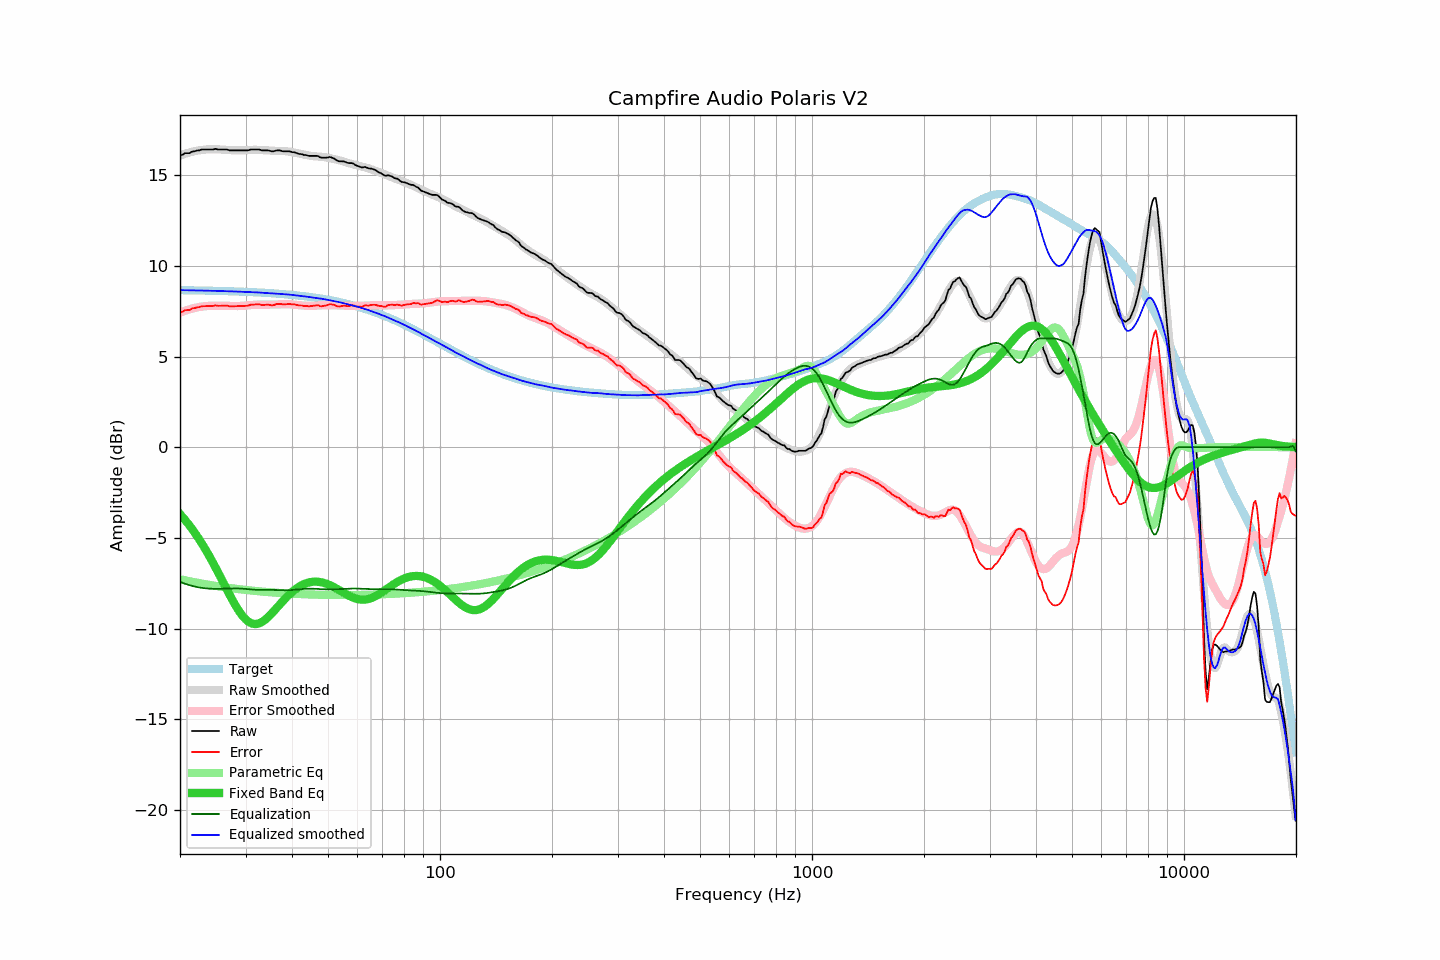 Campfire Audio Polaris V2
Amplitude (dBr)
15
10
5
0
−5
−10
−15
−20
Target
Raw Smoothed
Error Smoothed
Raw
Error
Parametric Eq
Fixed Band Eq
Equalization
Equalized smoothed
100
1000
10000
Frequency (Hz)